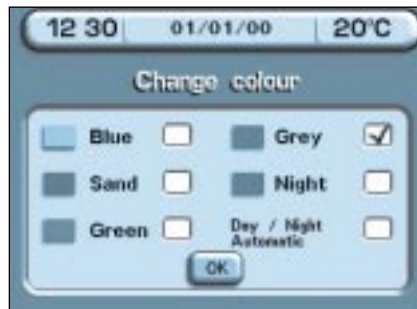 12 30 01/01/00 20°C
Change colour
Blue Grey
Sand Night
Green Day / Night
Automatic
OK